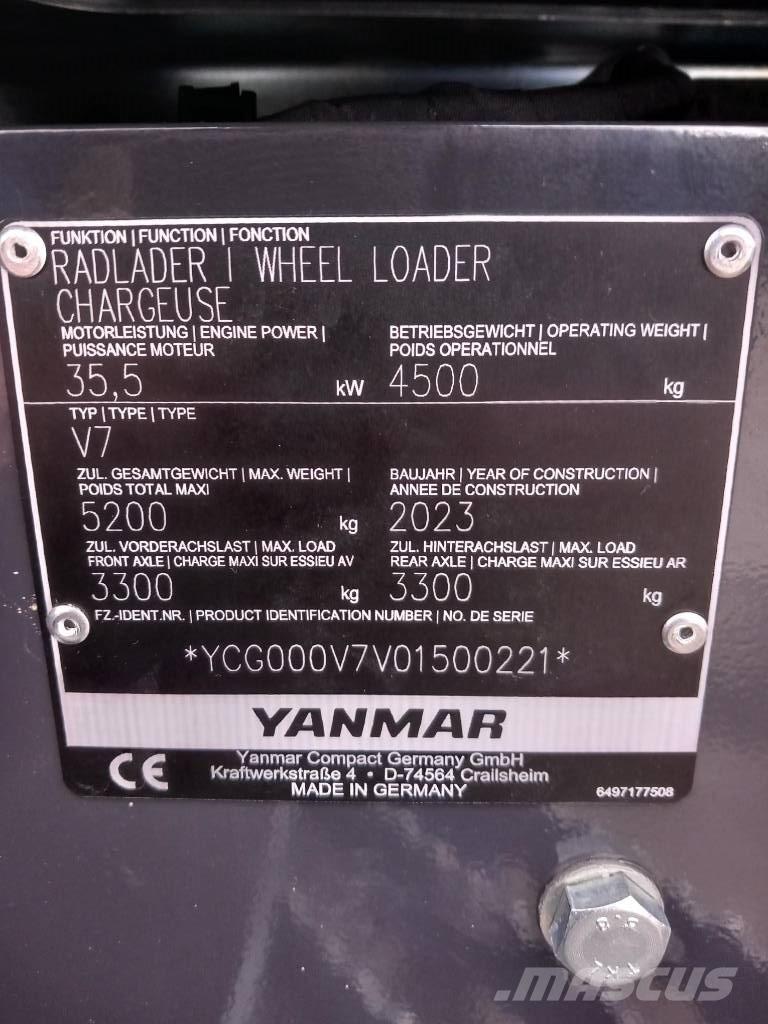 FUNKTION | FUNCTION | FONCTION
RADLADER | WHEEL LOADER
CHARGEUSE
MOTORLEISTUNG | ENGINE POWER |
PUISSANCE MOTEUR
35,5 kW
BETRIEBSGEWICHT | OPERATING WEIGHT |
POIDS OPERATIONNEL
4500 kg
TYP | TYPE | TYPE
V7
ZUL. GESAMTGEWICHT | MAX. WEIGHT |
POIDS TOTAL MAXI
5200 kg
BAUJAHR | YEAR OF CONSTRUCTION |
ANNEE DE CONSTRUCTION
2023
ZUL. VORDERACHSLAST | MAX. LOAD
FRONT AXLE | CHARGE MAXI SUR ESSIEU AV
3300 kg
ZUL. HINTERACHSLAST | MAX. LOAD
REAR AXLE | CHARGE MAXI SUR ESSIEU AR
3300 kg
FZ.-IDENT.NR. | PRODUCT IDENTIFICATION NUMBER | NO. DE SERIE
*YCG000V7V01500221*
YANMAR
CE
Yanmar Compact Germany GmbH
Kraftwerkstraße 4 • D-74564 Crailsheim
MADE IN GERMANY
6497177508
8.8
MASCUS